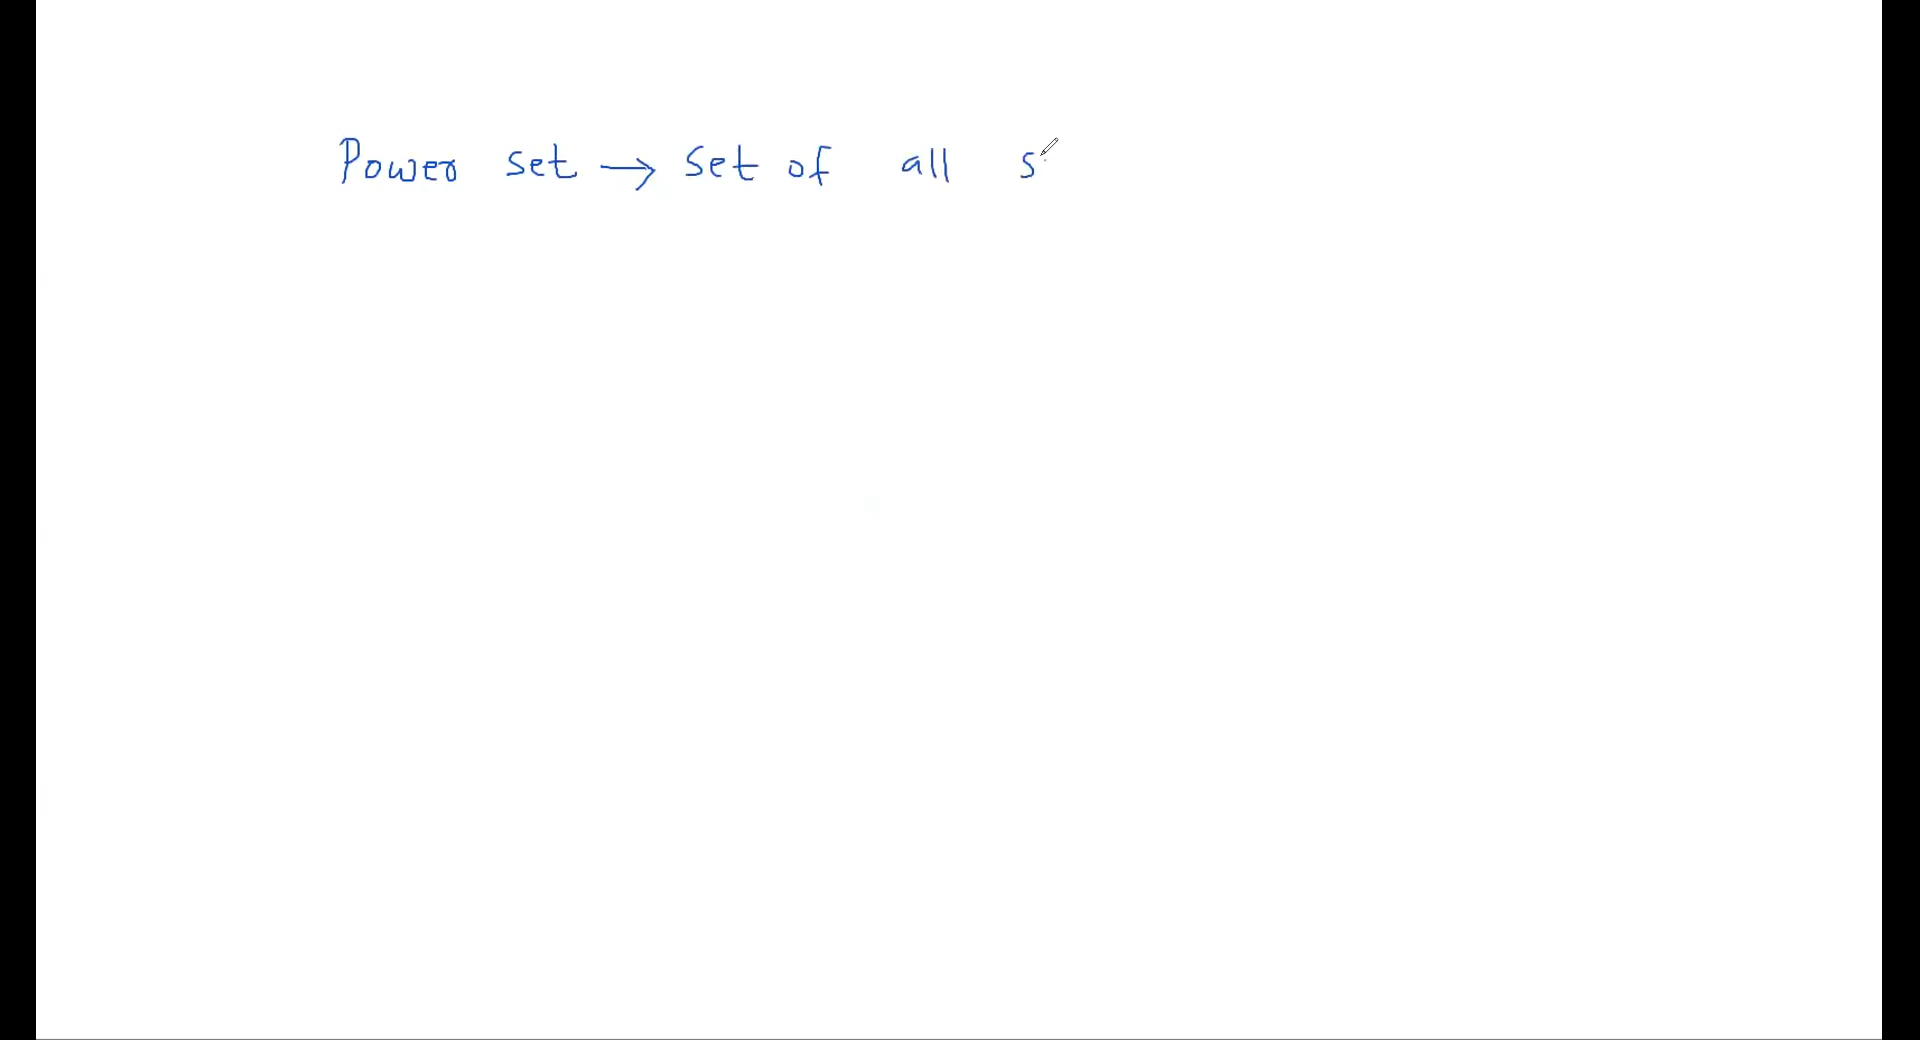 Power set → set of all s